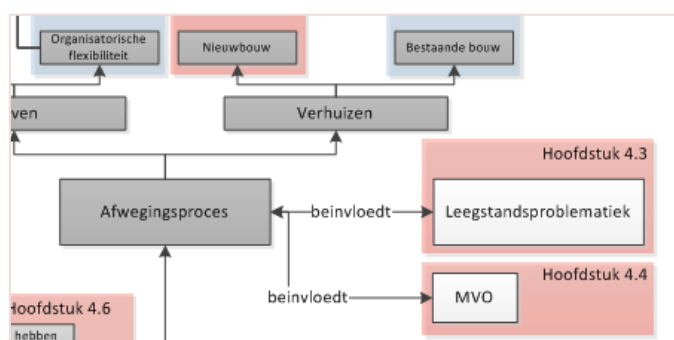 Organisatorische
flexibiliteit
Nieuwbouw
Bestaande bouw
ven
Verhuizen
Hoofdstuk 4.3
Afwegingsproces
beinvloedt
Leegstandsproblematiek
Hoofdstuk 4.4
beinvloedt
MVO
Hoofdstuk 4.6
hebben